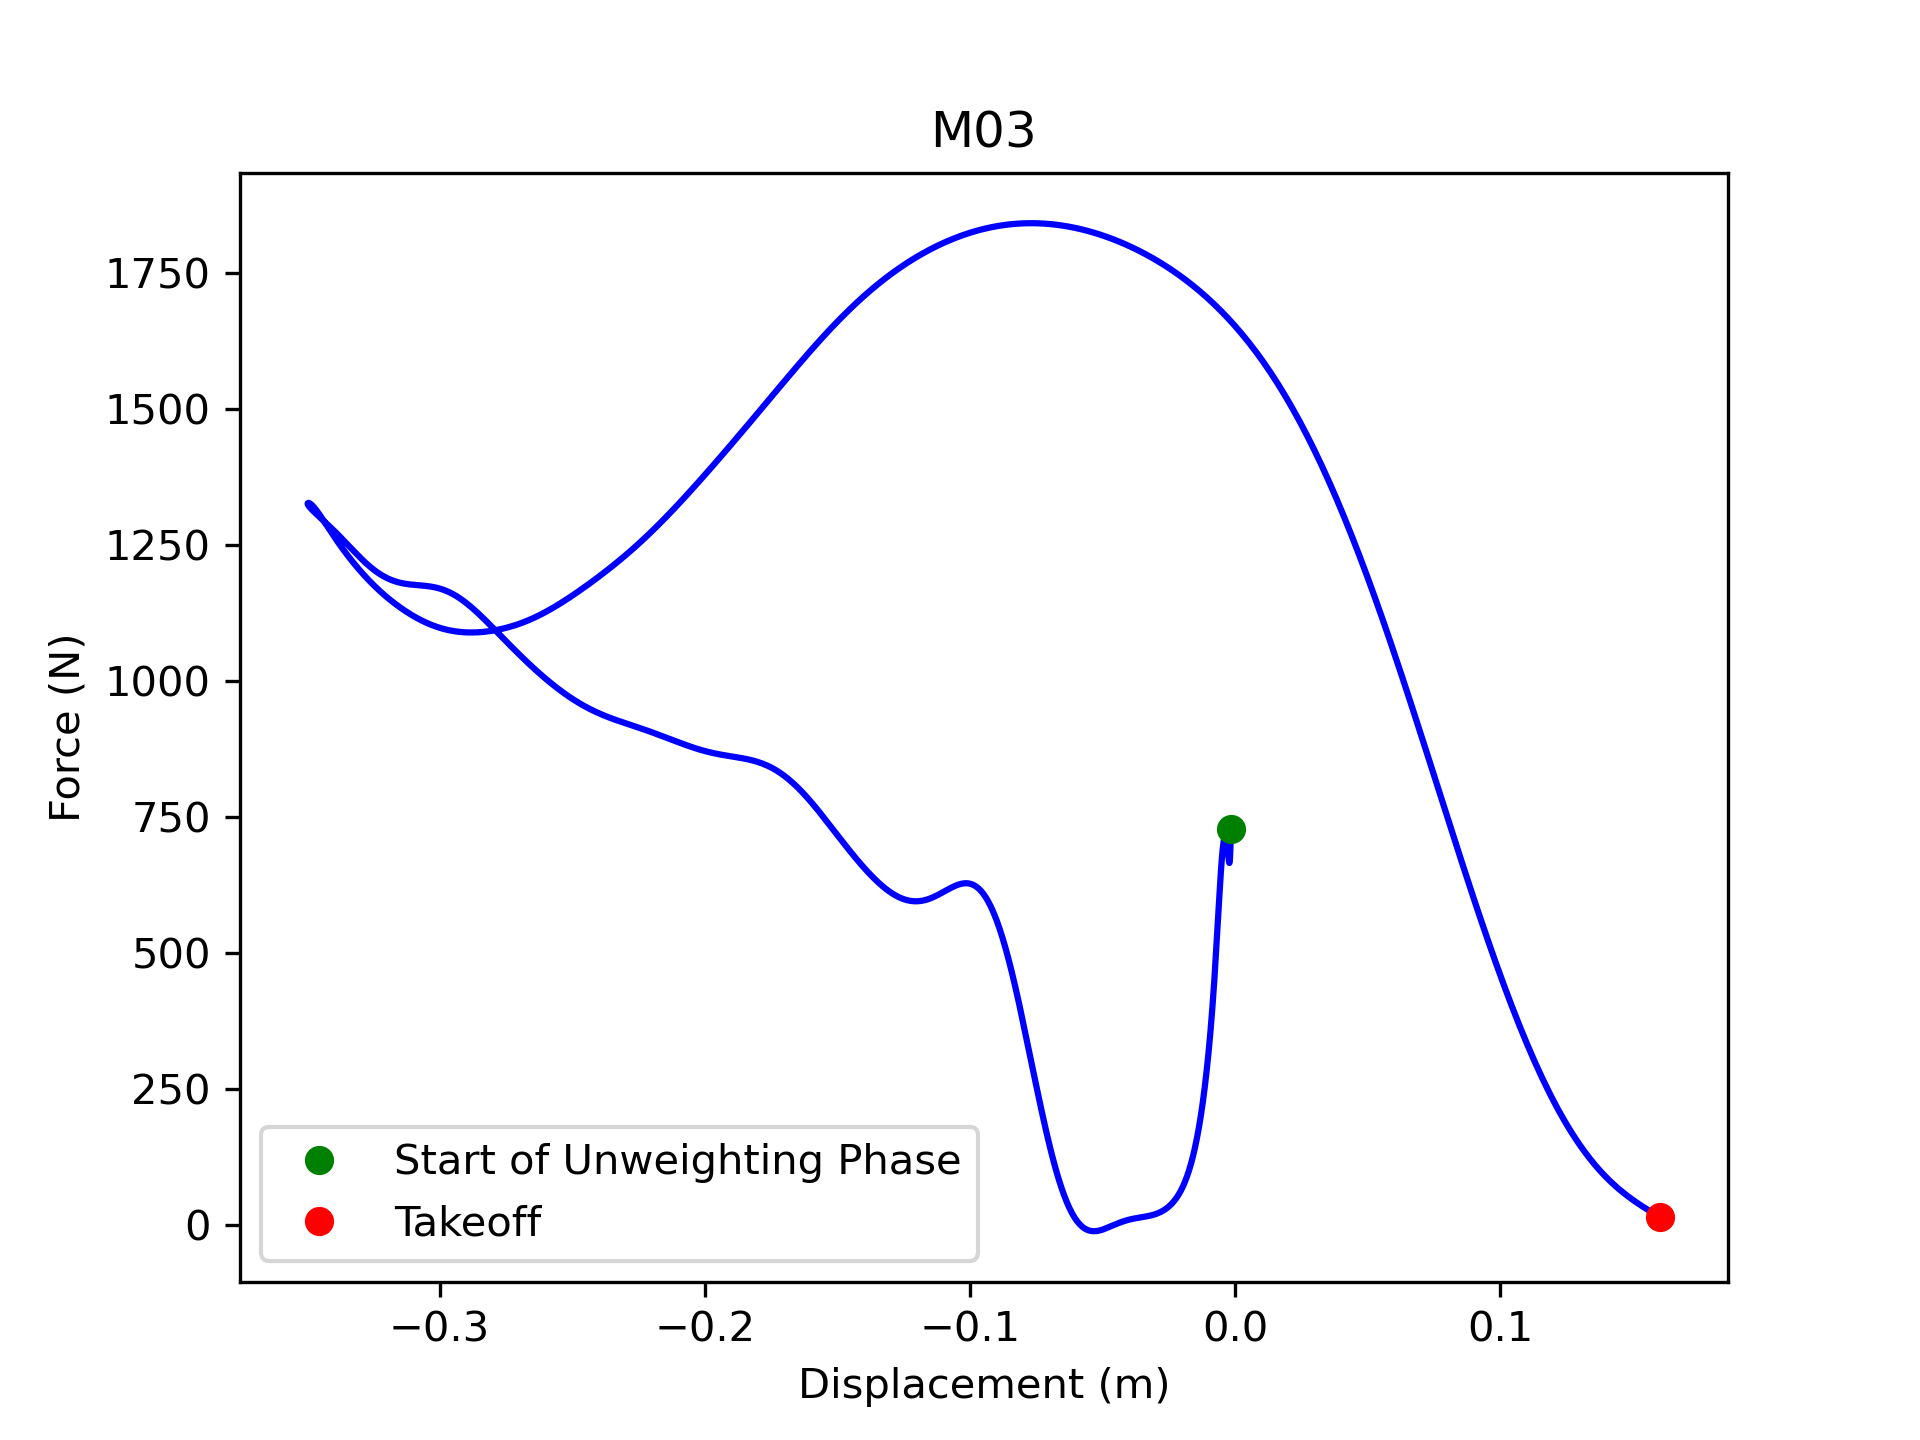 M03
Force (N)
1750
1500
1250
1000
750
500
250
0
Start of Unweighting Phase
Takeoff
−0.3 −0.2 −0.1 0.0 0.1
Displacement (m)